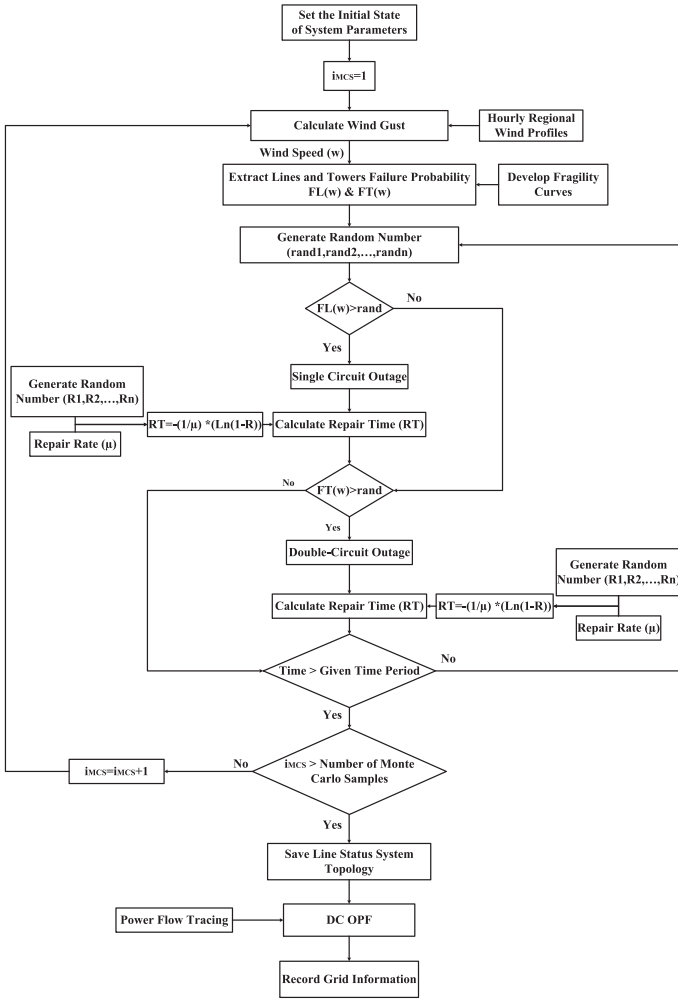 Set the Initial State
of System Parameters
iMCS=1
Calculate Wind Gust
Hourly Regional
Wind Profiles
Wind Speed (w)
Extract Lines and Towers Failure Probability
FL(w) & FT(w)
Develop Fragility
Curves
Generate Random Number
(rand1,rand2,...,randn)
FL(w)>rand
No
Yes
Single Circuit Outage
Generate Random
Number (R1,R2,...,Rn)
Repair Rate (μ)
RT=-(1/μ) *(Ln(1-R))
Calculate Repair Time (RT)
FT(w)>rand
No
Yes
Double-Circuit Outage
Generate Random
Number (R1,R2,...,Rn)
Calculate Repair Time (RT)
RT=-(1/μ) *(Ln(1-R))
Repair Rate (μ)
Time > Given Time Period
No
Yes
iMCS > Number of Monte
Carlo Samples
No
iMCS=iMCS+1
Yes
Save Line Status System
Topology
Power Flow Tracing
DC OPF
Record Grid Information